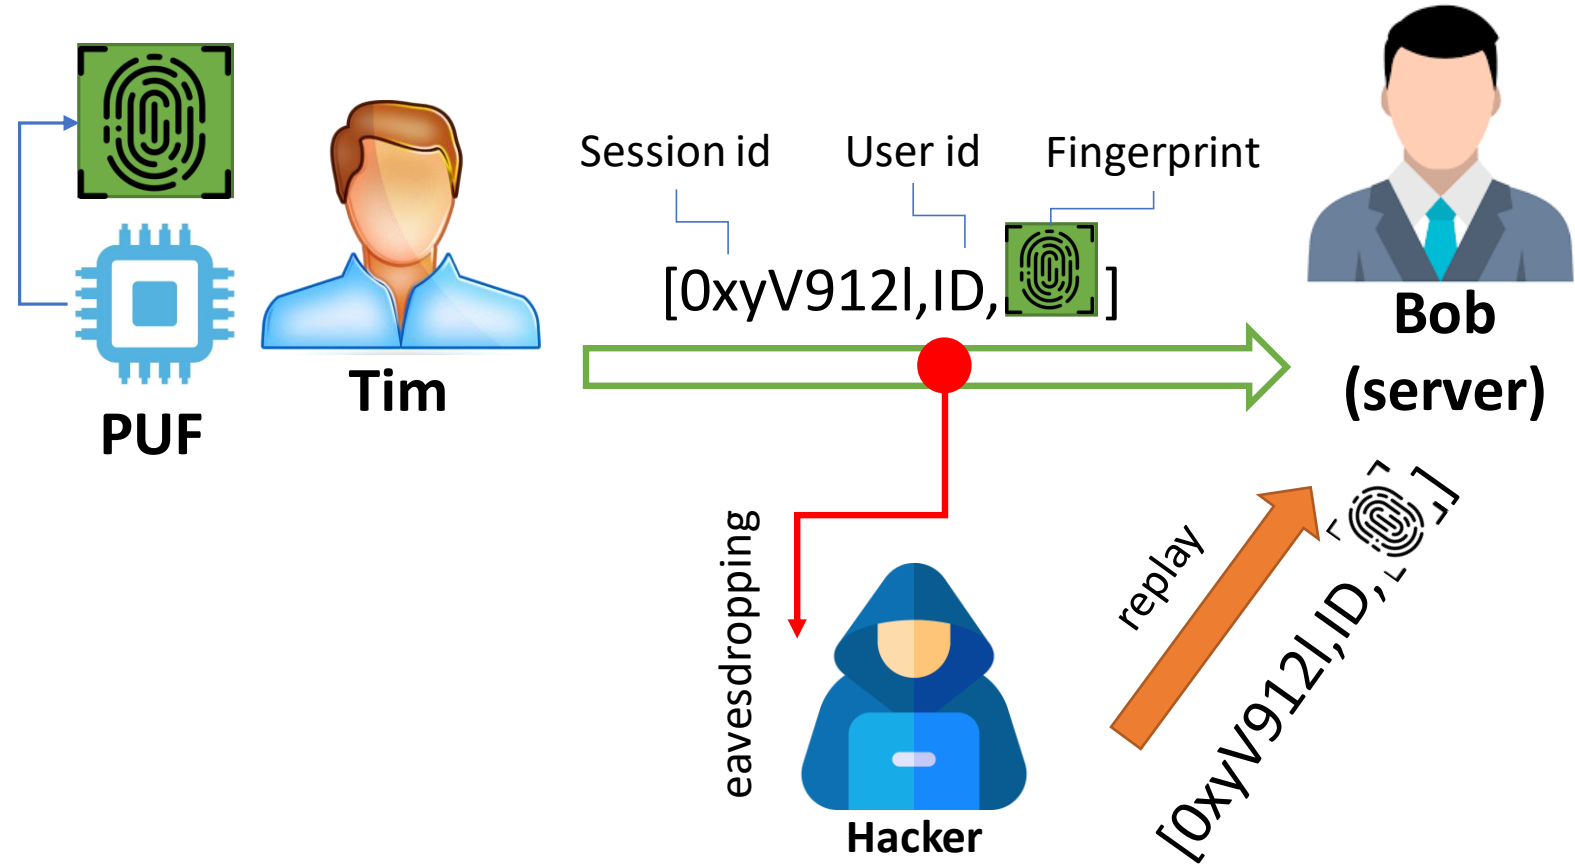 Session id
User id
Fingerprint
[0xyV912l,ID, ]
PUF
Tim
Bob
(server)
eavesdropping
replay
[0xyV912l,ID, ]
Hacker